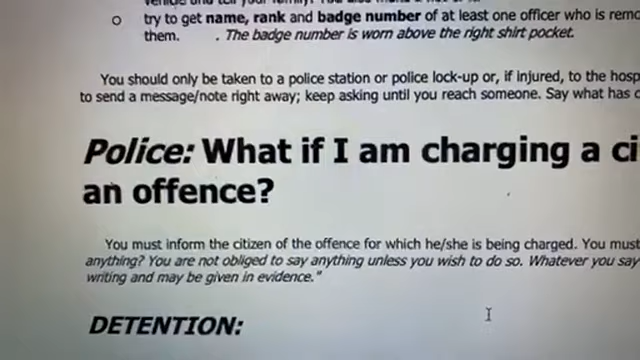 try to get name, rank and badge number of at least one officer who is
them. . The badge number is worn above the right shirt pocket.
You should only be taken to a police station or police lock-up or, if injured, to the
to send a message/note right away; keep asking until you reach someone. Say what has
Police: What if I am charging a
an offence?
You must inform the citizen of the offence for which he/she is being charged. You must
anything? You are not obliged to say anything unless you wish to do so. Whatever you say
writing and may be given in evidence."
DETENTION: